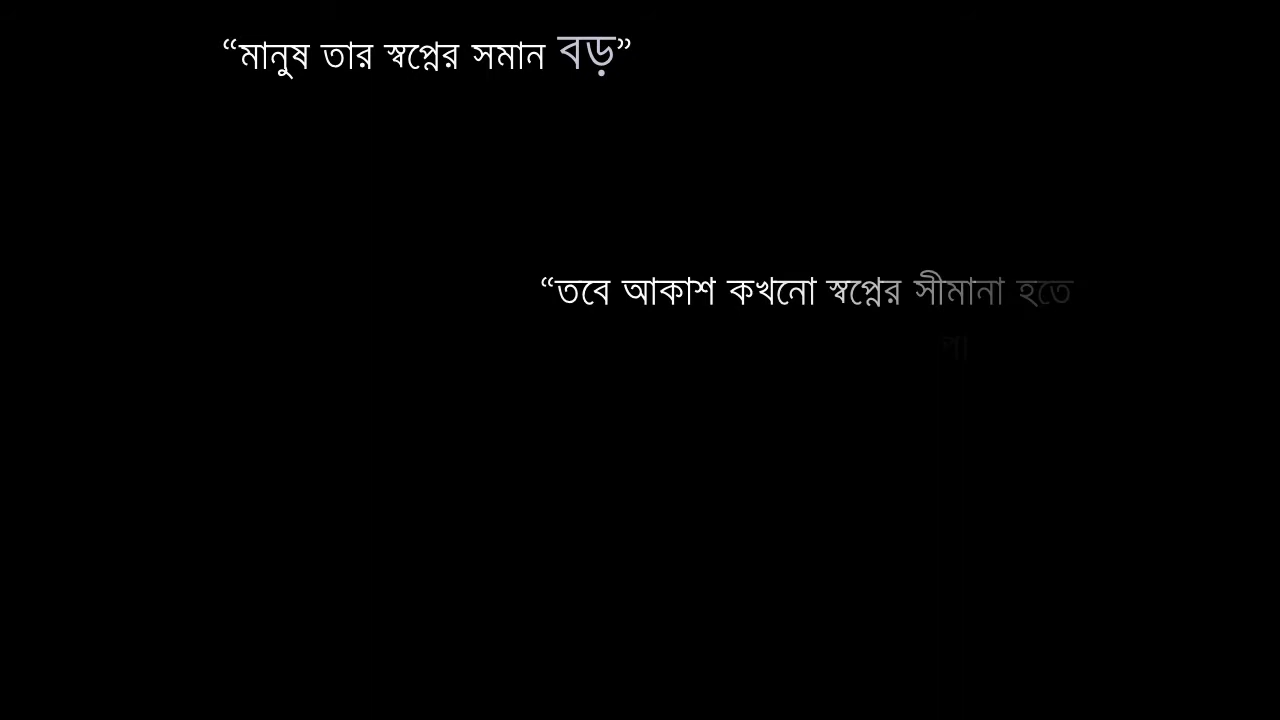 “মানুষ তার স্বপ্নের সমান বড়”
“তবে আকাশ কখনো স্বপ্নের সীমানা হতে
পা